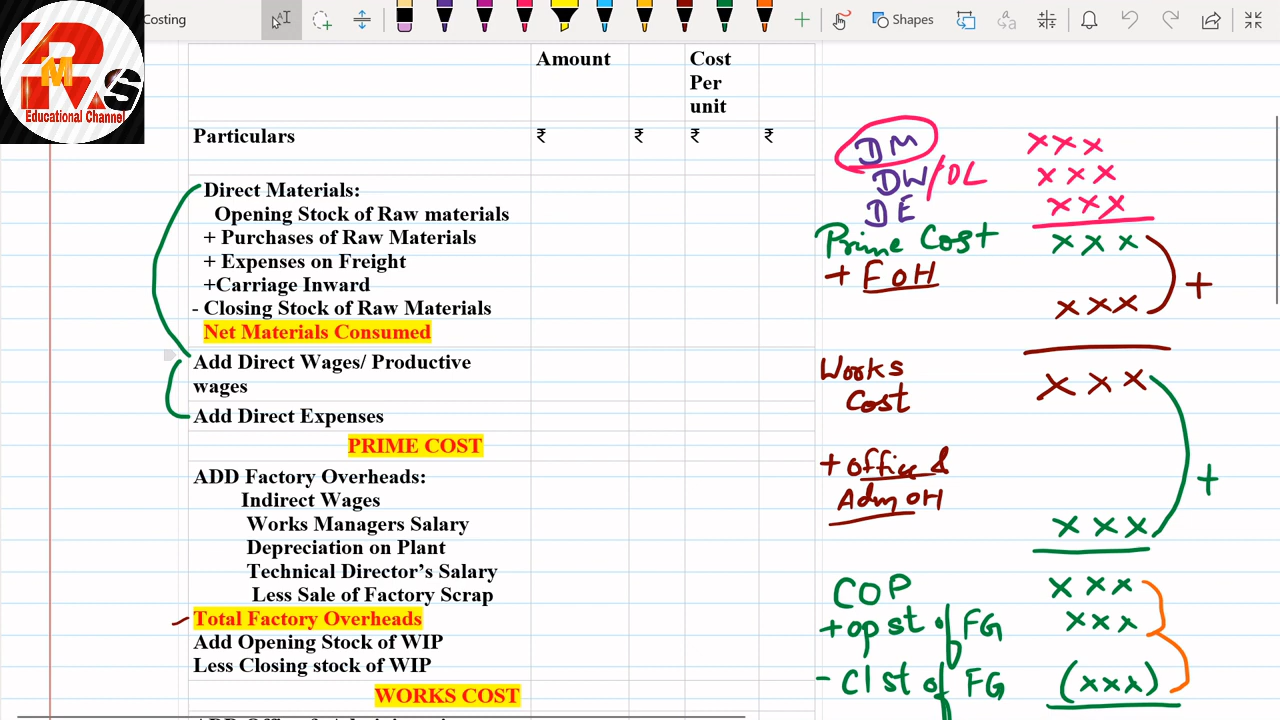 Costing
Shapes
R
M
S
Educational Channel
Amount
Cost
Per
unit
Particulars ₹ ₹ ₹ ₹
Direct Materials:
Opening Stock of Raw materials
+ Purchases of Raw Materials
+ Expenses on Freight
+Carriage Inward
- Closing Stock of Raw Materials
Net Materials Consumed
Add Direct Wages/ Productive
wages
Add Direct Expenses
PRIME COST
ADD Factory Overheads:
Indirect Wages
Works Managers Salary
Depreciation on Plant
Technical Director's Salary
Less Sale of Factory Scrap
Total Factory Overheads
Add Opening Stock of WIP
Less Closing stock of WIP
WORKS COST
DM xxx
DW/DL xxx
DE xxx
Prime Cost xxx
+ FOH
xxx +
Works
Cost xxx
+ Office &
Adm OH
xxx +
COP xxx
+ op st of FG xxx
- Cl st of FG (xxx)